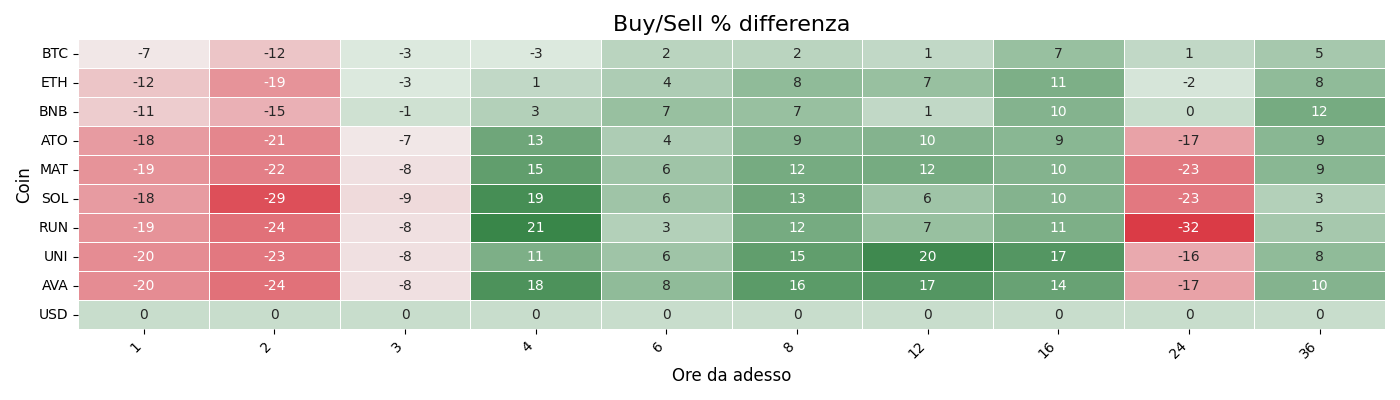 Buy/Sell % differenza
Coin
BTC -7 -12 -3 -3 2 2 1 7 1 5
ETH -12 -19 -3 1 4 8 7 11 -2 8
BNB -11 -15 -1 3 7 7 1 10 0 12
ATO -18 -21 -7 13 4 9 10 9 -17 9
MAT -19 -22 -8 15 6 12 12 10 -23 9
SOL -18 -29 -9 19 6 13 6 10 -23 3
RUN -19 -24 -8 21 3 12 7 11 -32 5
UNI -20 -23 -8 11 6 15 20 17 -16 8
AVA -20 -24 -8 18 8 16 17 14 -17 10
USD 0 0 0 0 0 0 0 0 0 0
1 2 3 4 6 8 12 16 24 36
Ore da adesso